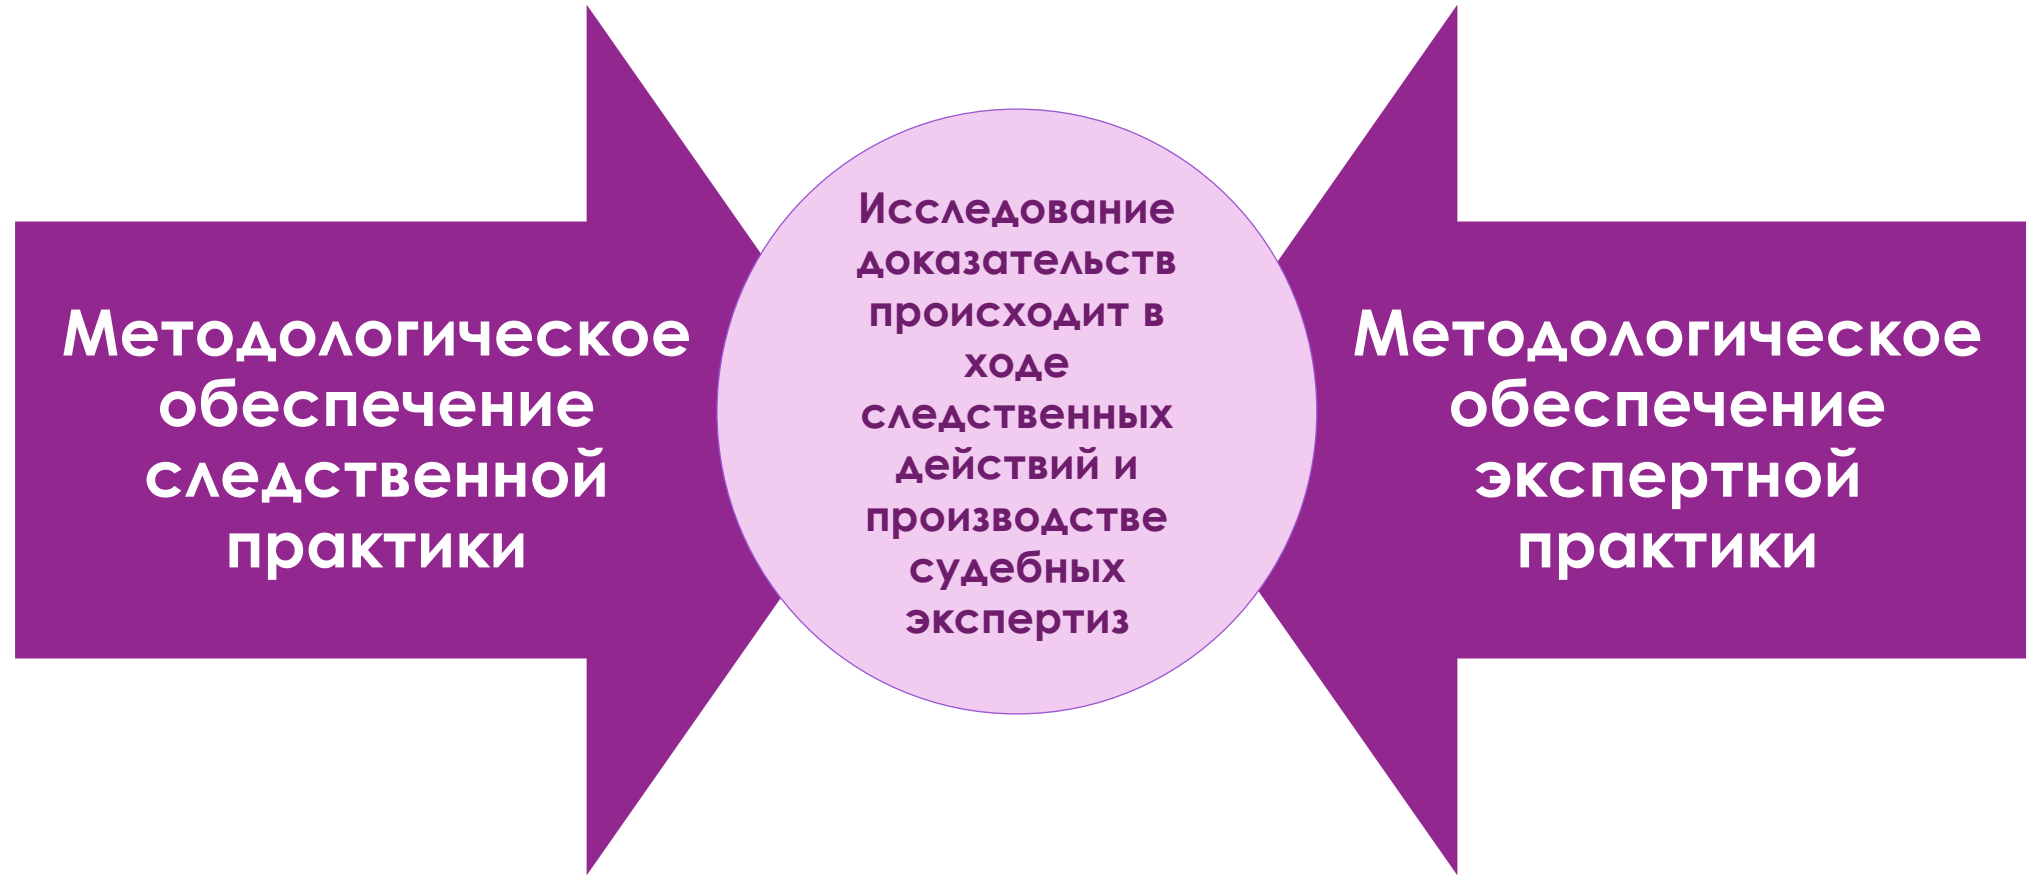 Методологическое
обеспечение
следственной
практики
Исследование
доказательств
происходит в
ходе
следственных
действий и
производстве
судебных
экспертиз
Методологическое
обеспечение
экспертной
практики